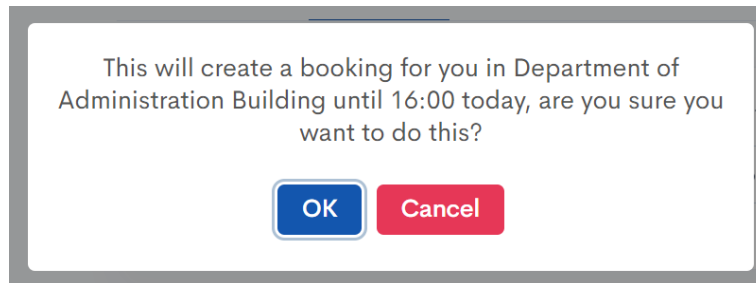 This will create a booking for you in Department of
Administration Building until 16:00 today, are you sure you
want to do this?
OK Cancel